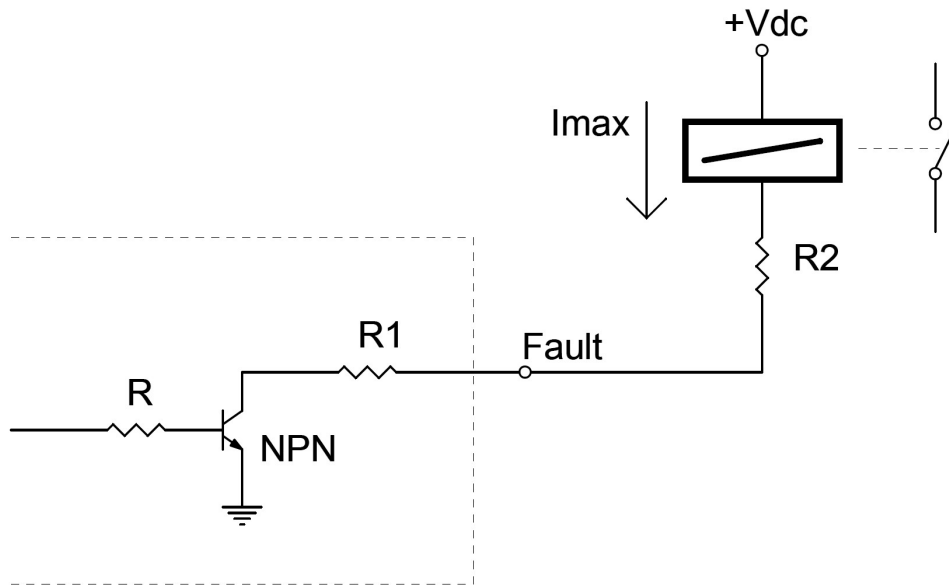 +Vdc
Imax
R2
R1
Fault
R
NPN